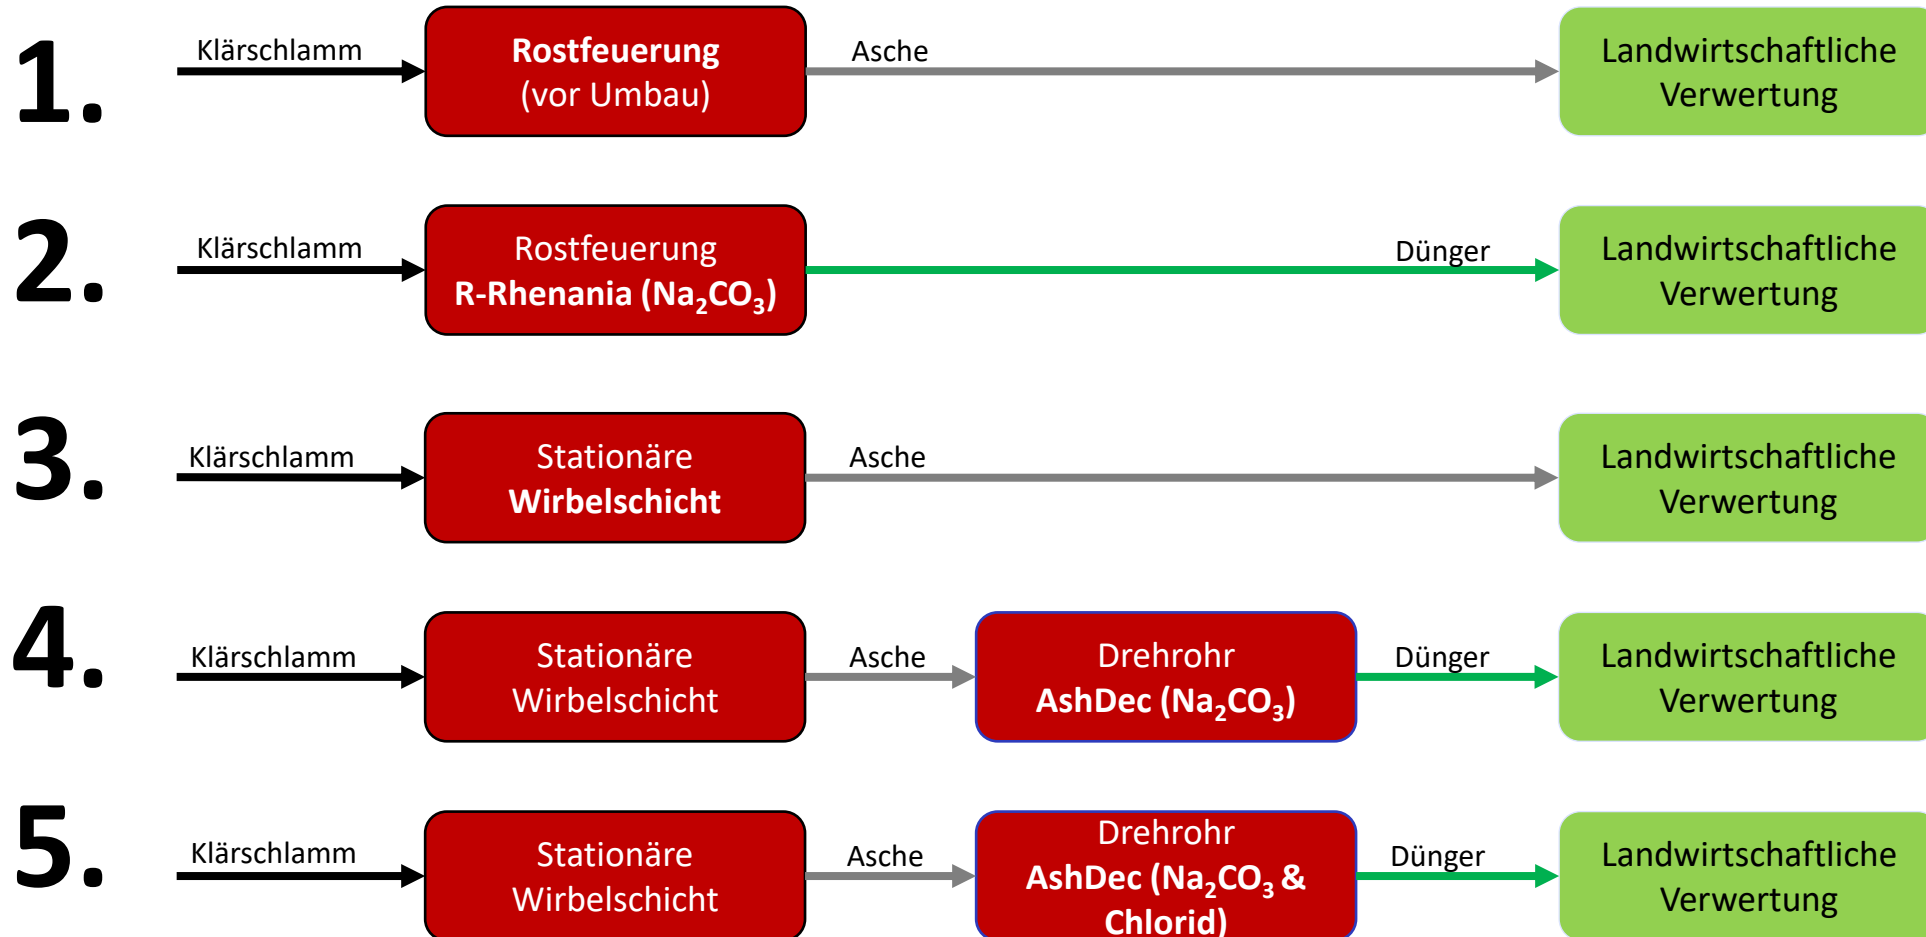 1.
Klärschlamm
Rostfeuerung
(vor Umbau)
Asche
Landwirtschaftliche
Verwertung
2.
Klärschlamm
Rostfeuerung
R-Rhenania (Na₂CO₃)
Dünger
Landwirtschaftliche
Verwertung
3.
Klärschlamm
Stationäre
Wirbelschicht
Asche
Landwirtschaftliche
Verwertung
4.
Klärschlamm
Stationäre
Wirbelschicht
Asche
Drehrohr
AshDec (Na₂CO₃)
Dünger
Landwirtschaftliche
Verwertung
5.
Klärschlamm
Stationäre
Wirbelschicht
Asche
Drehrohr
AshDec (Na₂CO₃ &
Chlorid)
Dünger
Landwirtschaftliche
Verwertung